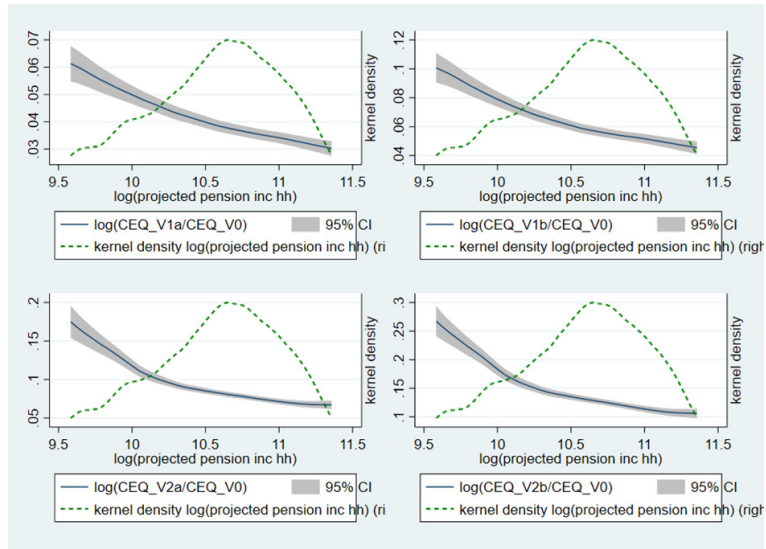 .07
.06
.05
.04
.03
kernel density
9.5 10 10.5 11 11.5
log(projected pension inc hh)
log(CEQ_V1a/CEQ_V0) 95% CI
kernel density log(projected pension inc hh) (ri
.12
.1
.08
.06
.04
kernel density
9.5 10 10.5 11 11.5
log(projected pension inc hh)
log(CEQ_V1b/CEQ_V0) 95% CI
kernel density log(projected pension inc hh) (righ
.2
.15
.1
.05
kernel density
9.5 10 10.5 11 11.5
log(projected pension inc hh)
log(CEQ_V2a/CEQ_V0) 95% CI
kernel density log(projected pension inc hh) (ri
.3
.25
.2
.15
.1
kernel density
9.5 10 10.5 11 11.5
log(projected pension inc hh)
log(CEQ_V2b/CEQ_V0) 95% CI
kernel density log(projected pension inc hh) (righ